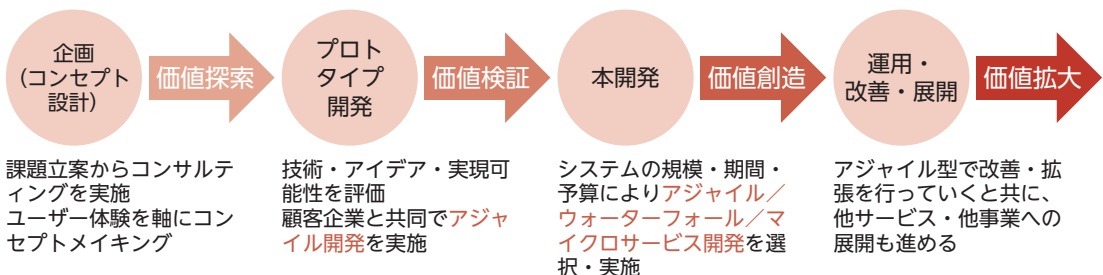 企画
(コンセプト
設計)
価値探索
プロト
タイプ
開発
価値検証
本開発
価値創造
運用・
改善・展開
価値拡大
課題立案からコンサルテ
ィングを実施
ユーザー体験を軸にコン
セプトメイキング
技術・アイデア・実現可
能性を評価
顧客企業と共同でアジャ
イル開発を実施
システムの規模・期間・
予算によりアジャイル／
ウォーターフォール／マ
イクロサービス開発を選
択・実施
アジャイル型で改善・拡
張を行っていくと共に、
他サービス・他事業への
展開も進める